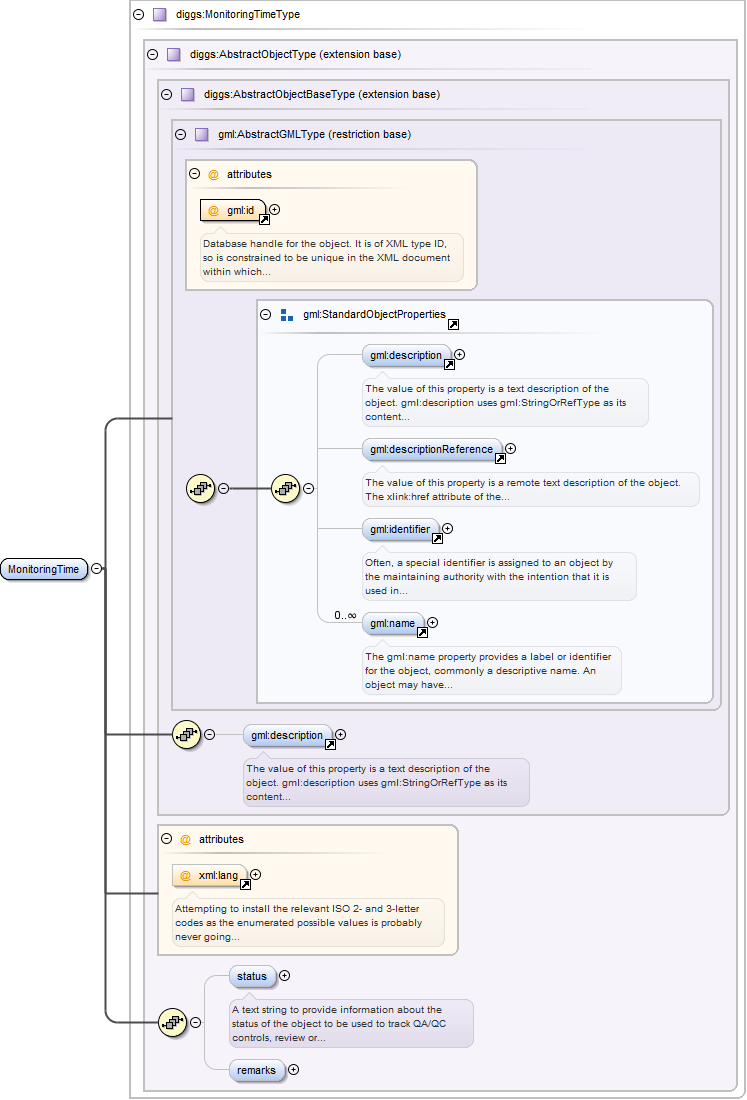 diggs:MonitoringTimeType
diggs:AbstractObjectType (extension base)
diggs:AbstractObjectBaseType (extension base)
gml:AbstractGMLType (restriction base)
@ attributes
@ gml:id
Database handle for the object. It is of XML type ID,
so is constrained to be unique in the XML document
within which...
gml:StandardObjectProperties
gml:description
The value of this property is a text description of the
object. gml:description uses gml:StringOrRefType as its
content...
gml:descriptionReference
The value of this property is a remote text description of the object.
The xlink:href attribute of the...
gml:identifier
Often, a special identifier is assigned to an object by
the maintaining authority with the intention that it is
used in...
0..∞
gml:name
The gml:name property provides a label or identifier
for the object, commonly a descriptive name. An
object may have...
MonitoringTime
gml:description
The value of this property is a text description of the
object. gml:description uses gml:StringOrRefType as its
content...
@ attributes
@ xml:lang
Attempting to install the relevant ISO 2- and 3-letter
codes as the enumerated possible values is probably
never going...
status
A text string to provide information about the
status of the object to be used to track QA/QC
controls, review or...
remarks